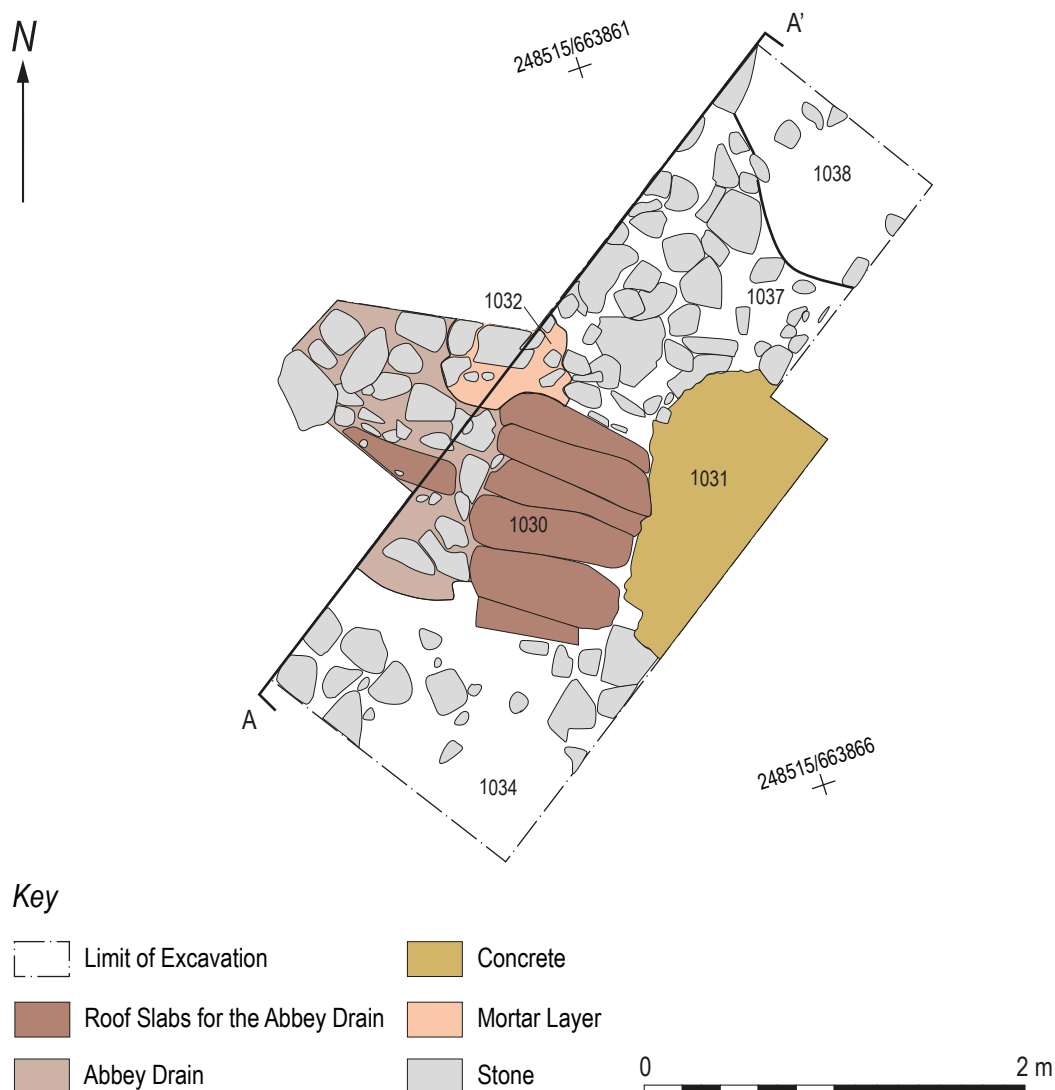 N
248515/663861
A'
1038
1037
1032
1031
1030
A
248515/663866
1034
Key
Limit of Excavation
Concrete
Roof Slabs for the Abbey Drain
Mortar Layer
Abbey Drain
Stone
0
2 m